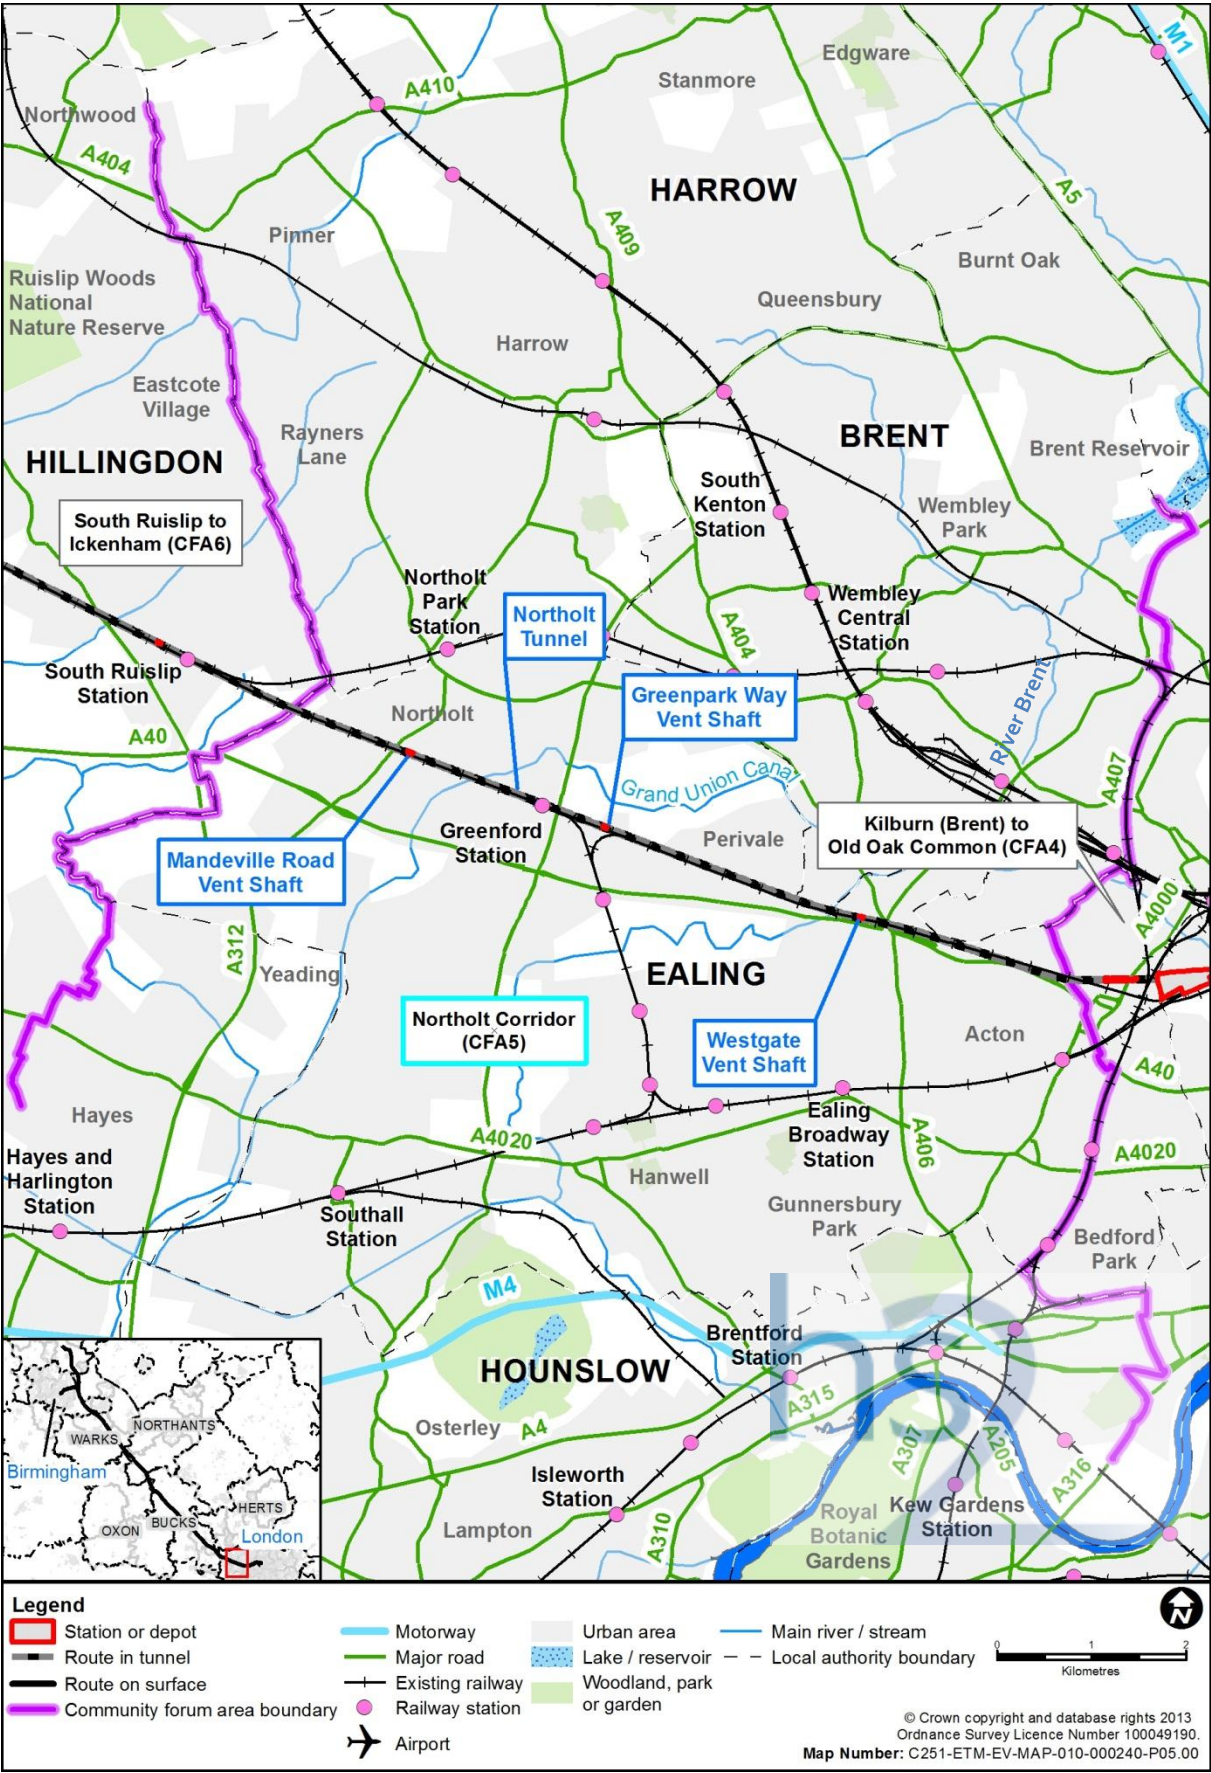 Edgware
M1
Stanmore
A410
Northwood
A404
HARROW
A5
A409
Pinner
Burnt Oak
Ruislip Woods
National
Nature Reserve
Queensbury
Harrow
Eastcote
Village
Rayners
Lane
BRENT
Brent Reservoir
HILLINGDON
South
Kenton
Station
Wembley
Park
South Ruislip to
Ickenham (CFA6)
Northolt
Park
Station
Northolt
Tunnel
Wembley
Central
Station
A404
South Ruislip
Station
Greenpark Way
Vent Shaft
River Brent
Northolt
A40
A407
Grand Union Canal
Greenford
Station
Perivale
Kilburn (Brent) to
Old Oak Common (CFA4)
Mandeville Road
Vent Shaft
A4000
A312
Yeading
EALING
Northolt Corridor
(CFA5)
Westgate
Vent Shaft
Acton
A40
Hayes
Ealing
Broadway
Station
A4020
A406
A4020
Hayes and
Harlington
Station
Hanwell
Southall
Station
Gunnersbury
Park
Bedford
Park
M4
hs2
Brentford
Station
HOUNSLOW
A315
Osterley
A4
A307
A205
A316
Isleworth
Station
Lampton
A310
Royal
Botanic
Gardens
Kew Gardens
Station
NORTHANTS
WARKS
Birmingham
HERTS
BUCKS
OXON
London
Legend
Station or depot
Route in tunnel
Route on surface
Community forum area boundary
Motorway
Major road
Existing railway
Railway station
Airport
Urban area
Lake / reservoir
Woodland, park
or garden
Main river / stream
Local authority boundary
N
0 1 2
Kilometres
© Crown copyright and database rights 2013
Ordnance Survey Licence Number 100049190.
Map Number: C251-ETM-EV-MAP-010-000240-P05.00